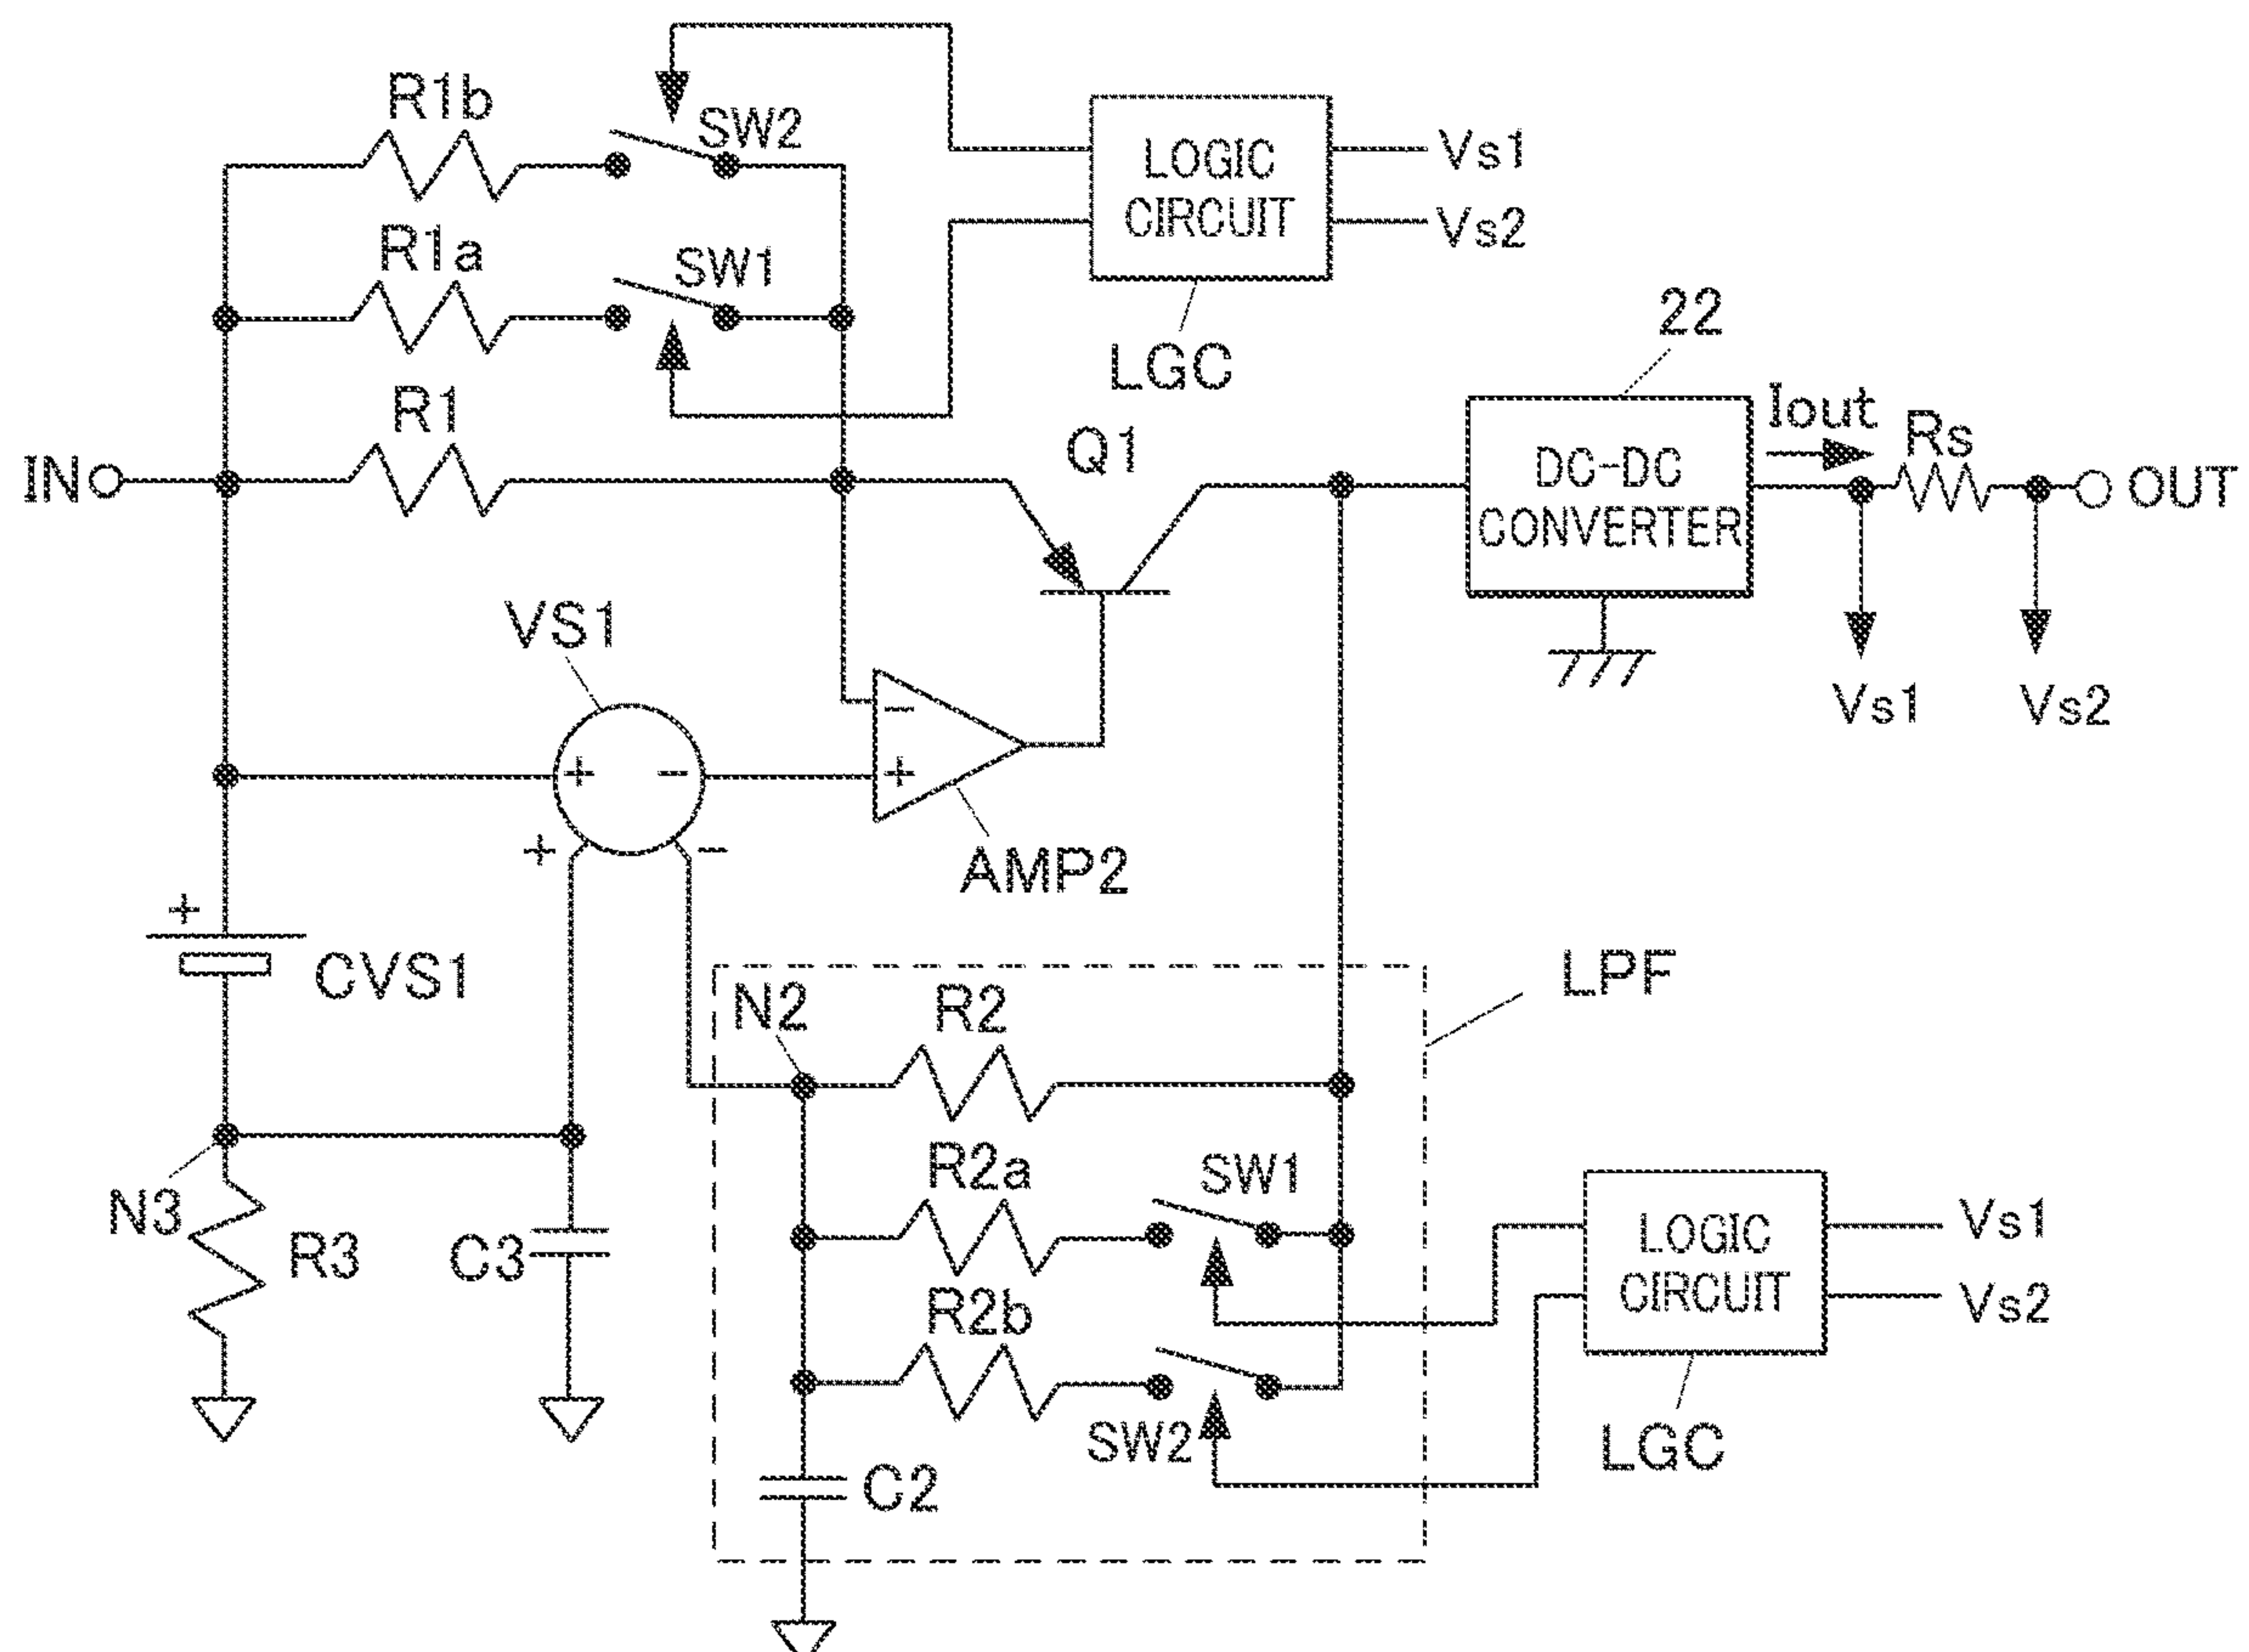 R1b
SW2
LOGIC
CIRCUIT
Vs1
Vs2
R1a
SW1
LGC
22
R1
Q1
Iout
Rs
IN
DC-DC
CONVERTER
OUT
VS1
+
−
−
+
Vs1
Vs2
+
−
AMP2
+
CVS1
LPF
N2
R2
N3
R3
C3
R2a
SW1
LOGIC
CIRCUIT
Vs1
Vs2
R2b
SW2
LGC
C2